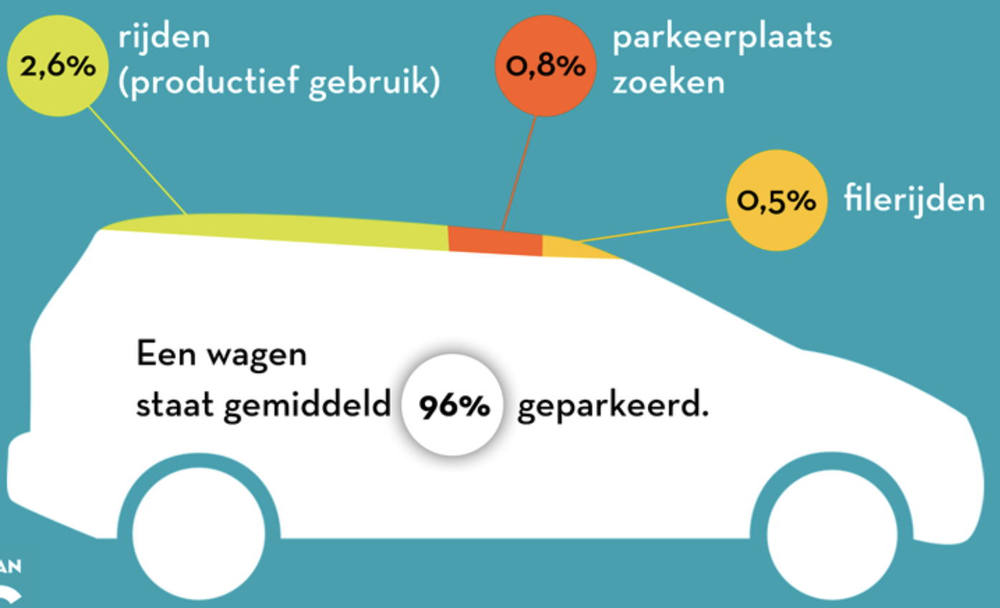 2,6%
rijden
(productief gebruik)
0,8%
parkeerplaats
zoeken
0,5%
filerijden
Een wagen
staat gemiddeld 96% geparkeerd.